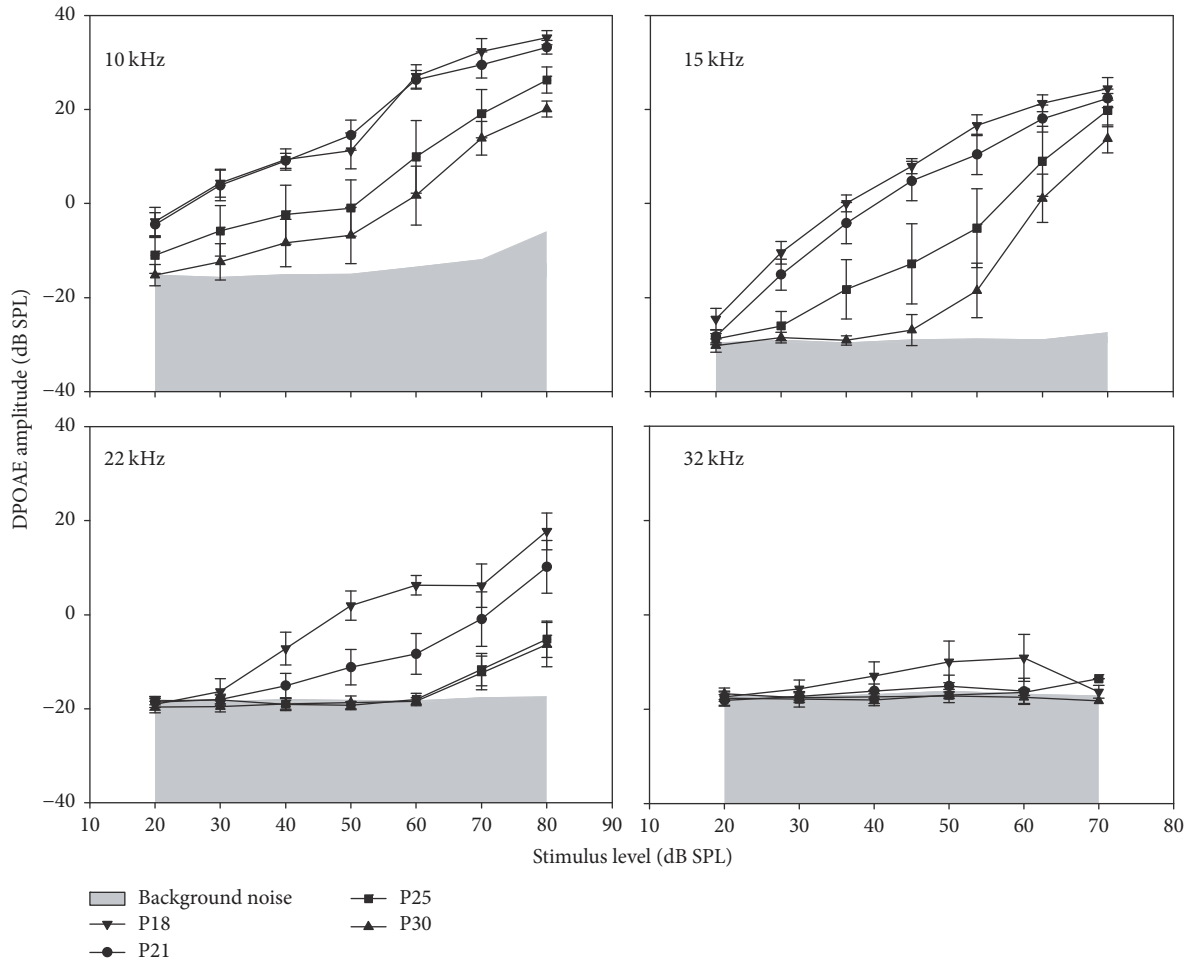 40
20
0
−20
−40
10 kHz
15 kHz
40
20
0
−20
−40
22 kHz
32 kHz
DPOAE amplitude (dB SPL)
10 20 30 40 50 60 70 80 90
10 20 30 40 50 60 70 80
Stimulus level (dB SPL)
Background noise
P18
P21
P25
P30